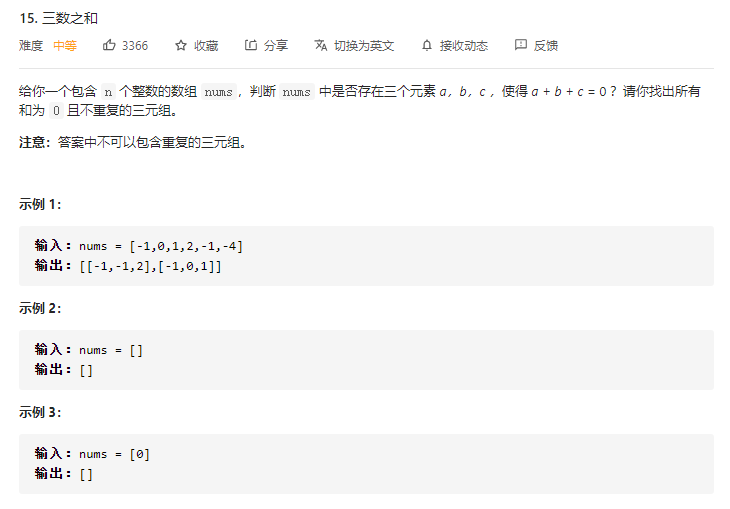 15. 三数之和
难度 中等 3366 收藏 分享 切换为英文 接收动态 反馈
给你一个包含 n 个整数的数组 nums，判断 nums 中是否存在三个元素 a，b，c ，使得 a + b + c = 0 ？请你找出所有
和为 0 且不重复的三元组。
注意：答案中不可以包含重复的三元组。
示例 1：
输入：nums = [-1,0,1,2,-1,-4]
输出：[[-1,-1,2],[-1,0,1]]
示例 2：
输入：nums = []
输出：[]
示例 3：
输入：nums = [0]
输出：[]